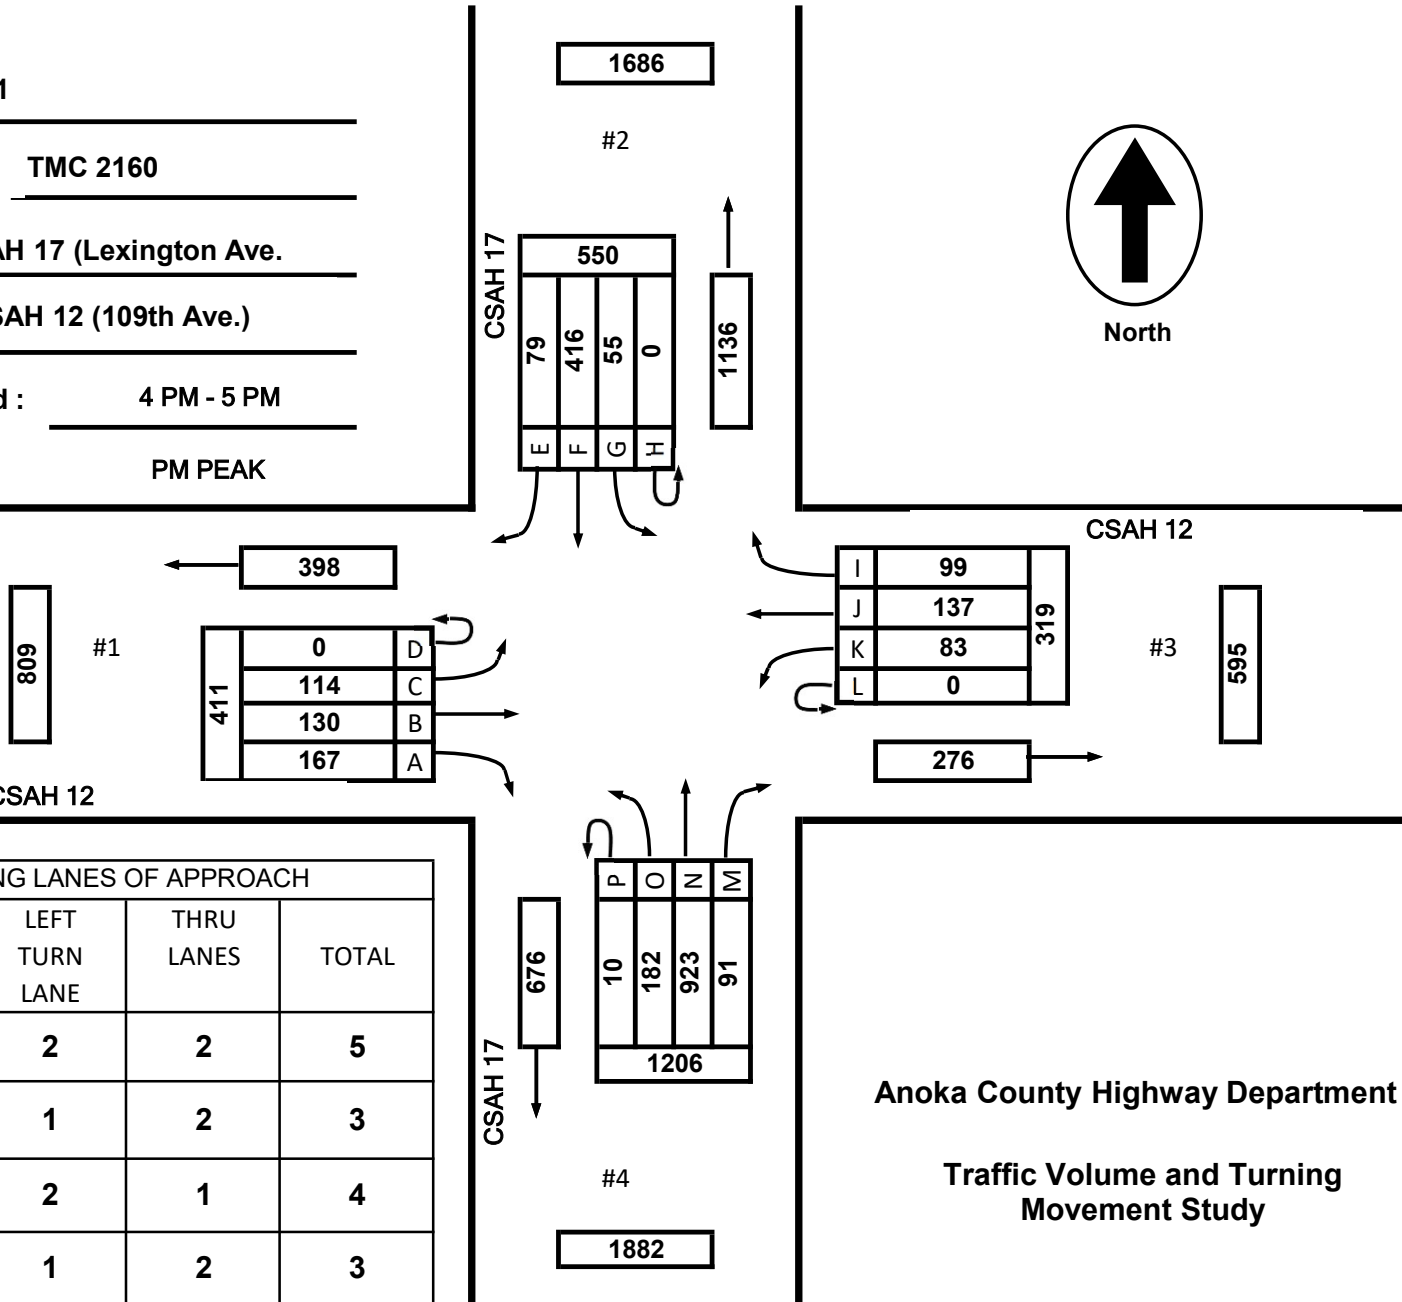 1
TMC 2160
AH 17 (Lexington Ave.
SAH 12 (109th Ave.)
d : 4 PM - 5 PM
PM PEAK
1686
#2
CSAH 17
550
79 416 55 0
E F G H
1136
North
CSAH 12
398
809
#1
411
0 D
114 C
130 B
167 A
CSAH 12
I 99
J 137
K 83
L 0
319
#3
595
276
P O N M
10 182 923 91
1206
676
CSAH 17
#4
1882
NG LANES OF APPROACH
LEFT TURN LANE THRU LANES TOTAL
2 2 5
1 2 3
2 1 4
1 2 3
Anoka County Highway Department
Traffic Volume and Turning
Movement Study